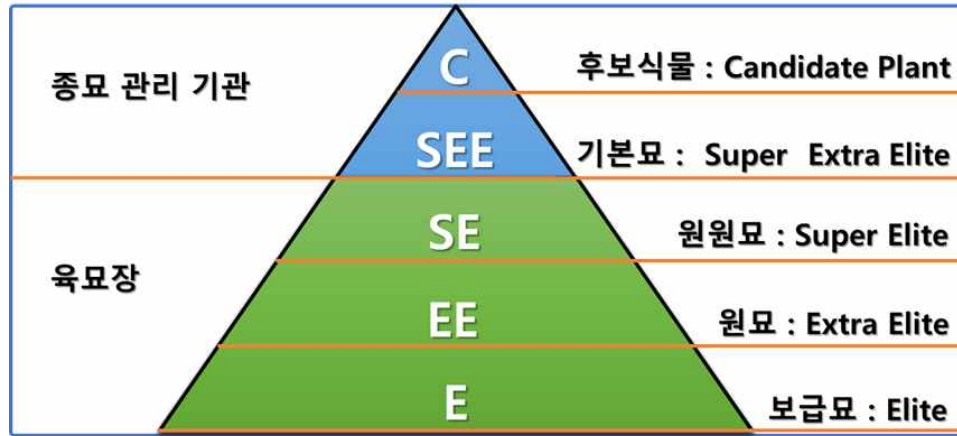 종묘 관리 기관
C
후보식물 : Candidate Plant
SEE
기본묘 : Super Extra Elite
육묘장
SE
원원묘 : Super Elite
EE
원묘 : Extra Elite
E
보급묘 : Elite